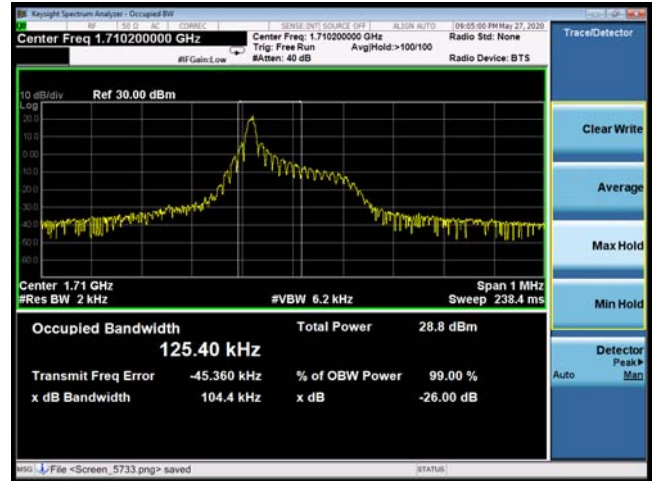 Keysight Spectrum Analyzer - Occupied BW
RF 50 Ω AC CORREC SENSE:INT SOURCE OFF ALIGN AUTO 09:05:00 PM May 27, 2020
Center Freq 1.710200000 GHz
Center Freq: 1.710200000 GHz
Radio Std: None
Trig: Free Run Avg|Hold:>100/100
#IFGain:Low
#Atten: 40 dB
Radio Device: BTS
Trace/Detector
10 dB/div
Ref 30.00 dBm
Log
20.0
10.0
0.00
10.0
20.0
30.0
40.0
50.0
60.0
Center 1.71 GHz
Span 1 MHz
#Res BW 2 kHz
#VBW 6.2 kHz
Sweep 238.4 ms
Occupied Bandwidth
Total Power 28.8 dBm
125.40 kHz
Transmit Freq Error -45.360 kHz
% of OBW Power 99.00 %
x dB Bandwidth 104.4 kHz
x dB -26.00 dB
Clear Write
Average
Max Hold
Min Hold
Detector
Peak▶
Auto Man
MSG File <Screen_5733.png> saved
STATUS